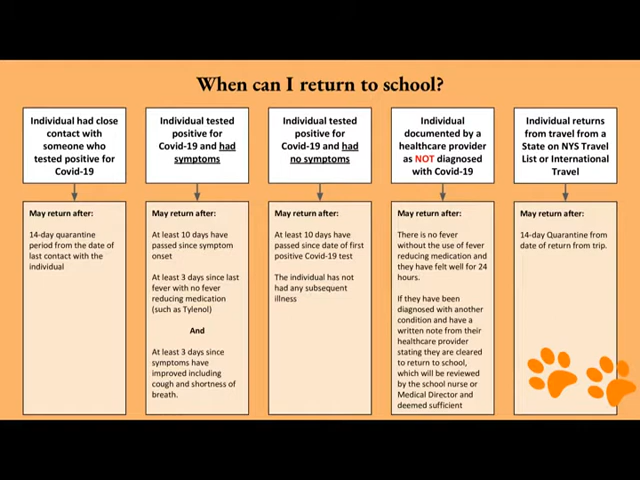 When can I return to school?
Individual had close
contact with
someone who
tested positive for
Covid-19
Individual tested
positive for
Covid-19 and had
symptoms
Individual tested
positive for
Covid-19 and had
no symptoms
Individual
documented by a
healthcare provider
as NOT diagnosed
with Covid-19
Individual returns
from travel from a
State on NYS Travel
List or International
Travel
May return after:
14-day quarantine
period from the date of
last contact with the
individual
May return after:
At least 10 days have
passed since symptom
onset
At least 3 days since last
fever with no fever
reducing medication
(such as Tylenol)
And
At least 3 days since
symptoms have
improved including
cough and shortness of
breath.
May return after:
At least 10 days have
passed since date of first
positive Covid-19 test
The individual has not
had any subsequent
illness
May return after:
There is no fever
without the use of fever
reducing medication and
they have felt well for 24
hours.
If they have been
diagnosed with another
condition and have a
written note from their
healthcare provider
stating they are cleared
to return to school,
which will be reviewed
by the school nurse or
Medical Director and
deemed sufficient
May return after:
14-day Quarantine from
date of return from trip.